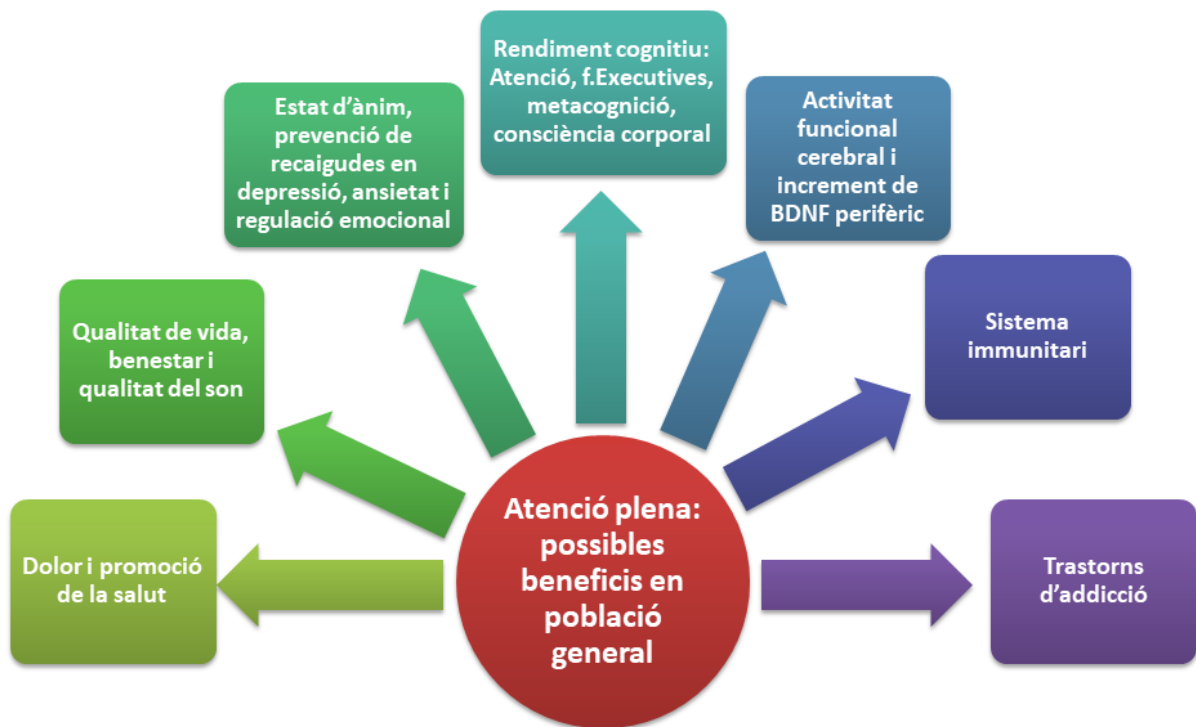 Rendiment cognitiu:
Atenció, f.Executives,
metacognició,
consciència corporal
Estat d'ànim,
prevenció de
recaigudes en
depressió, ansietat i
regulació emocional
Activitat
funcional
cerebral i
increment de
BDNF perifèric
Qualitat de vida,
benestar i
qualitat del son
Sistema
immunitari
Dolor i promoció
de la salut
Atenció plena:
possibles
beneficis en
població
general
Trastorns
d'addicció